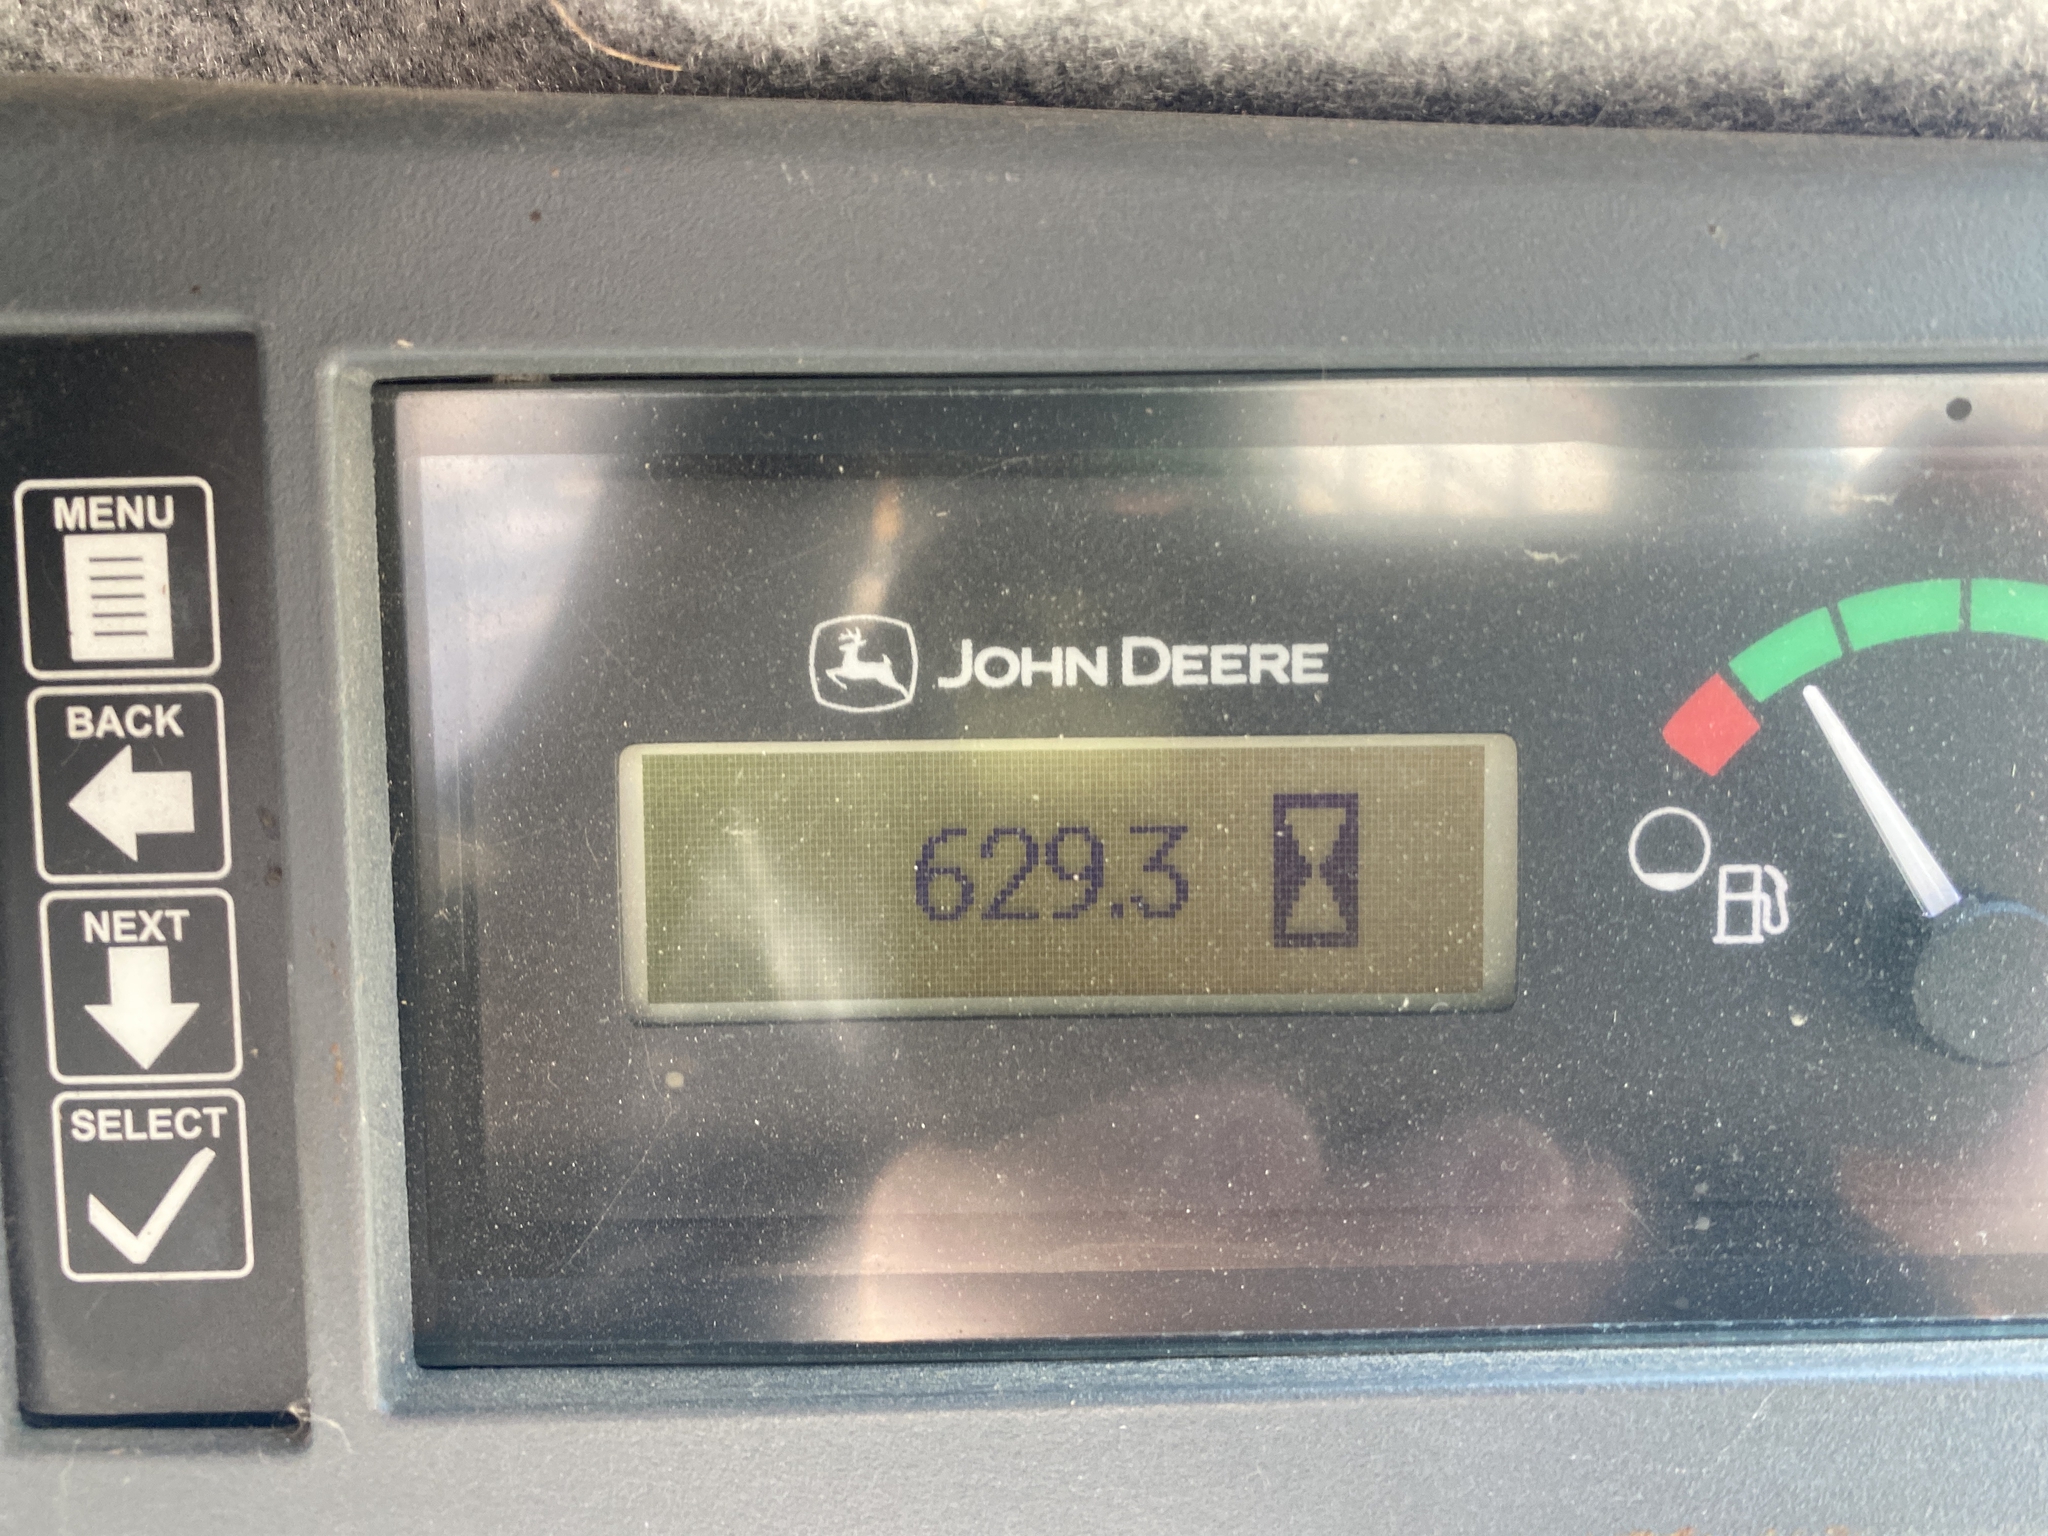 MENU
BACK
NEXT
SELECT
JOHN DEERE
629.3